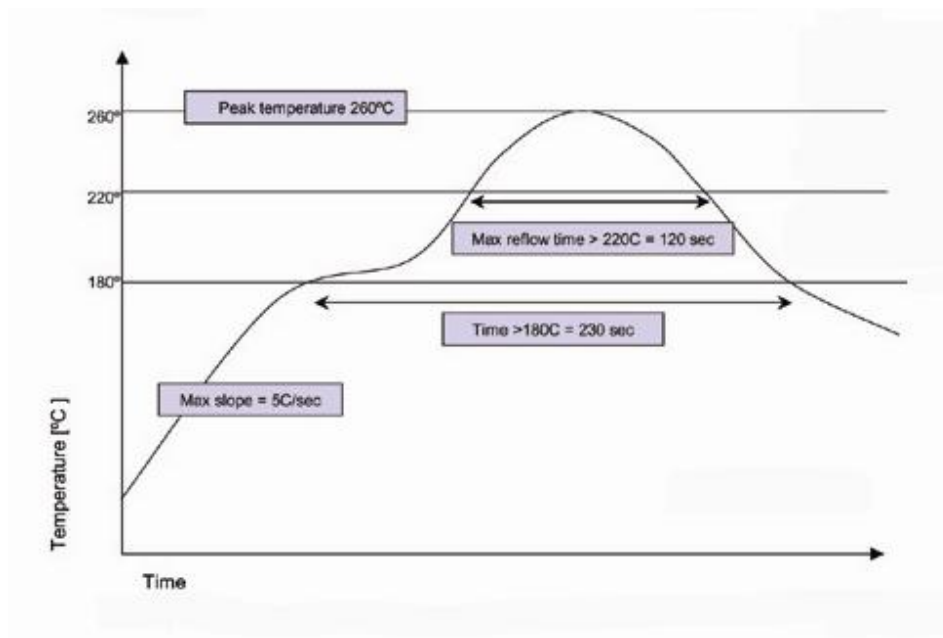 Peak temperature 260ºC
260º
220º
Max reflow time > 220C = 120 sec
180º
Time >180C = 230 sec
Max slope = 5C/sec
Temperature [ºC ]
Time